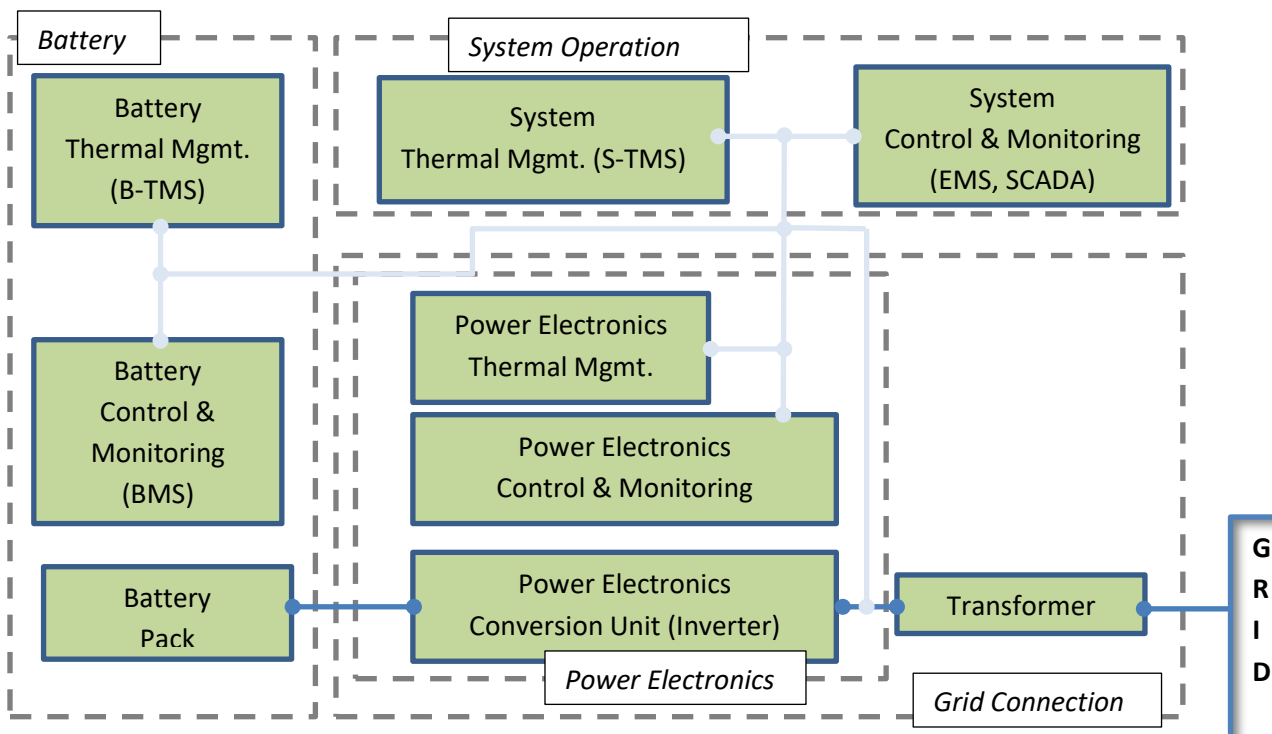 Battery
System Operation
Battery
Thermal Mgmt.
(B-TMS)
System
Thermal Mgmt. (S-TMS)
System
Control & Monitoring
(EMS, SCADA)
Power Electronics
Thermal Mgmt.
Battery
Control &
Monitoring
(BMS)
Power Electronics
Control & Monitoring
Battery
Pack
Power Electronics
Conversion Unit (Inverter)
Transformer
G
R
I
D
Power Electronics
Grid Connection